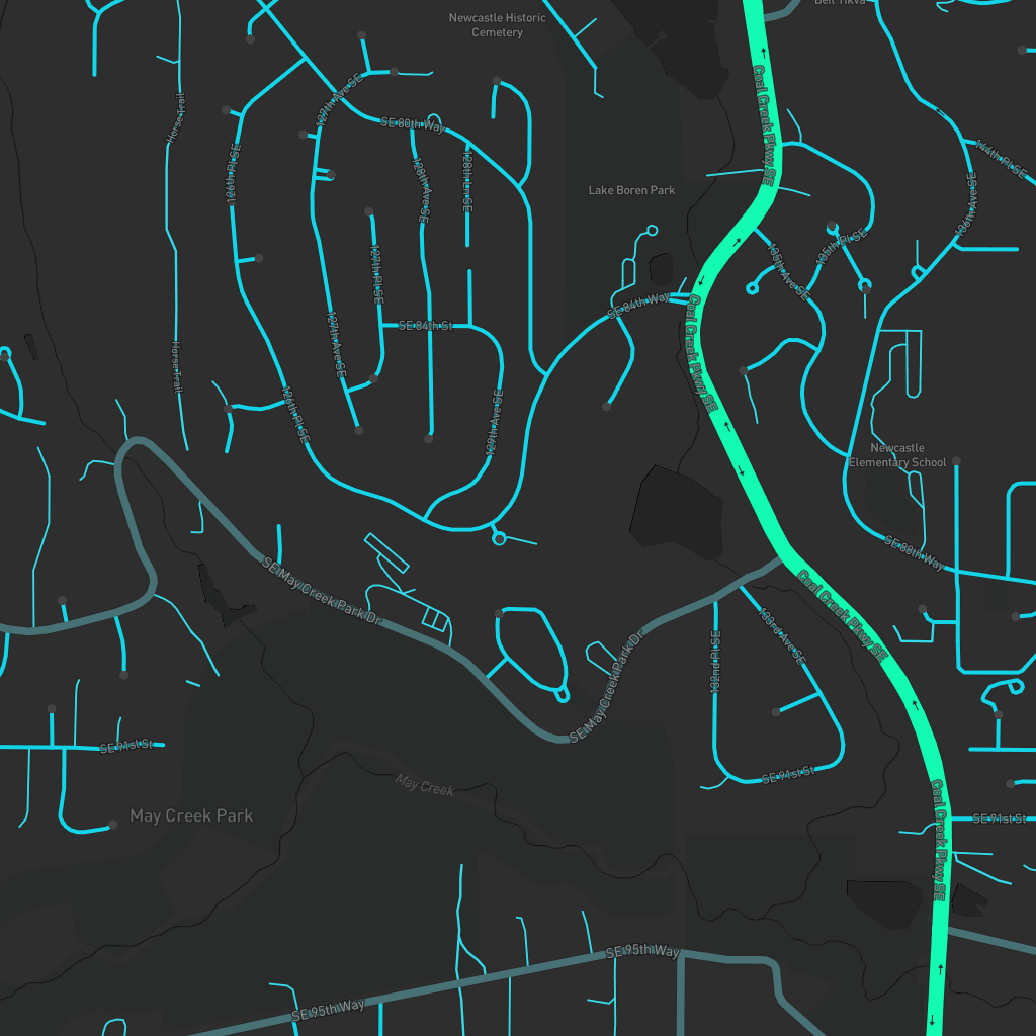 Beit Tikva
Newcastle Historic
Cemetery
Coal Creek Pkwy SE
127th Ave SE
SE 80th Way
Horse Trail
126th Pl SE
128th Ave SE
128th Ln SE
144th Pl SE
136th Ave SE
Lake Boren Park
135th Pl SE
135th Ave SE
127th Pl SE
SE 84th Way
SE 84th St
127th Ave SE
Coal Creek Pkwy SE
Horse Trail
126th Pl SE
129th Ave SE
Newcastle
Elementary School
SE 88th Way
SE May Creek Park Dr
Coal Creek Pkwy SE
133rd Ave SE
132nd Pl SE
SE May Creek Park Dr
SE 91st St
SE 91st St
May Creek
May Creek Park
Coal Creek Pkwy SE
SE 91st St
SE 95th Way
SE 95th Way